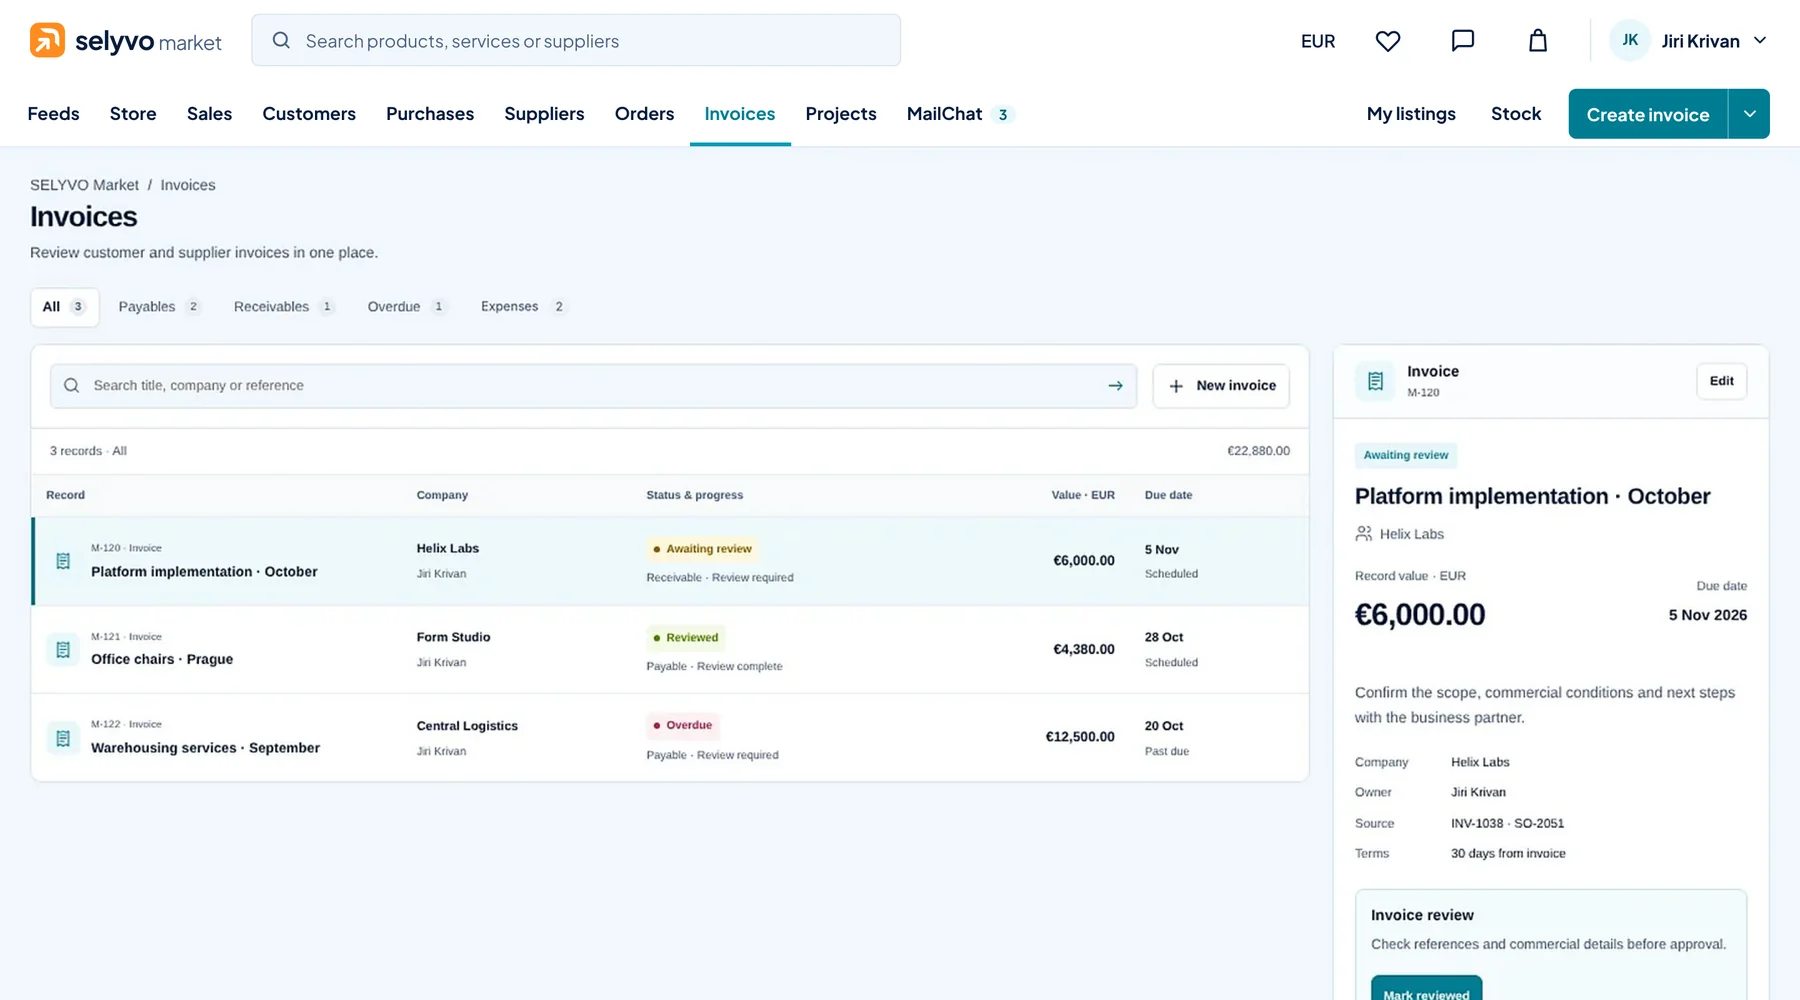 selyvo market
Search products, services or suppliers
EUR
JK
Jiri Krivan
Feeds
Store
Sales
Customers
Purchases
Suppliers
Orders
Invoices
Projects
MailChat 3
My listings
Stock
Create invoice
SELYVO Market / Invoices
Invoices
Review customer and supplier invoices in one place.
All 3
Payables 2
Receivables 1
Overdue 1
Expenses 2
Search title, company or reference
New invoice
3 records · All
€22,880.00
Record
Company
Status & progress
Value · EUR
Due date
M-120 · Invoice
Platform implementation · October
Helix Labs
Jiri Krivan
Awaiting review
Receivable · Review required
€6,000.00
5 Nov
Scheduled
M-121 · Invoice
Office chairs · Prague
Form Studio
Jiri Krivan
Reviewed
Payable · Review complete
€4,380.00
28 Oct
Scheduled
M-122 · Invoice
Warehousing services · September
Central Logistics
Jiri Krivan
Overdue
Payable · Review required
€12,500.00
20 Oct
Past due
Invoice
M-120
Edit
Awaiting review
Platform implementation · October
Helix Labs
Record value · EUR
€6,000.00
Due date
5 Nov 2026
Confirm the scope, commercial conditions and next steps
with the business partner.
Company Helix Labs
Owner Jiri Krivan
Source INV-1038 · SO-2051
Terms 30 days from invoice
Invoice review
Check references and commercial details before approval.
Mark reviewed